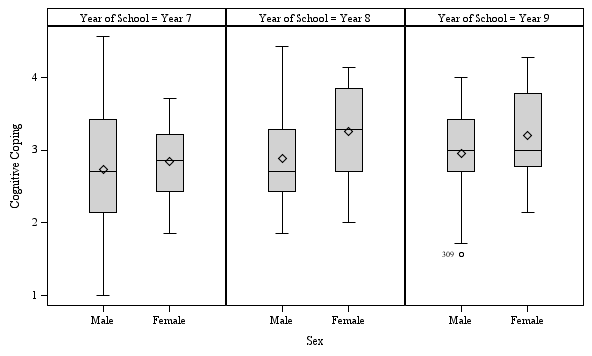 Year of School = Year 7
Year of School = Year 8
Year of School = Year 9
Cognitive Coping
4
3
2
1
309
Male
Female
Male
Female
Male
Female
Sex